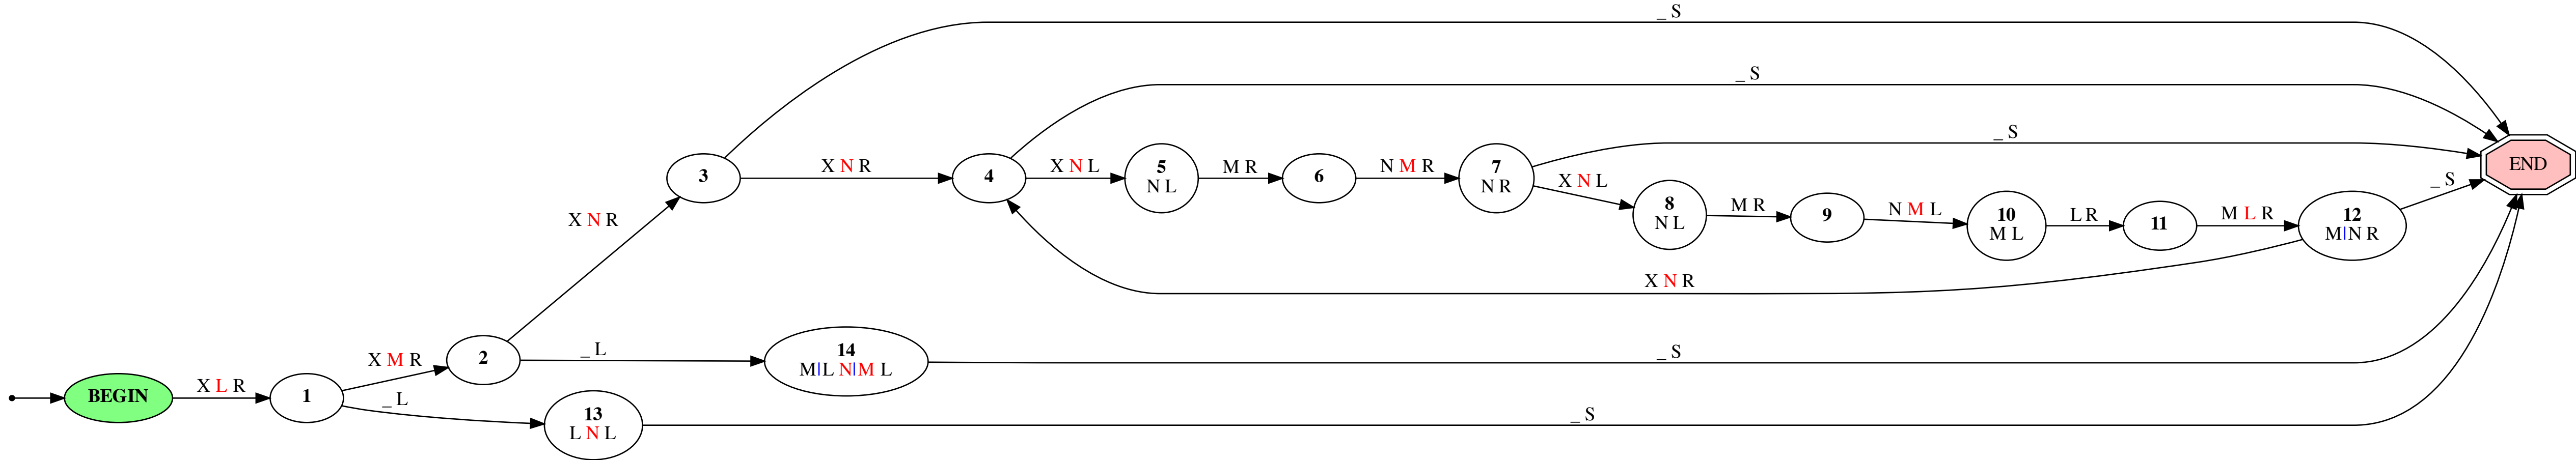 _ S
_ S
_ S
3
X N R
4
X N L
5
N L
M R
6
N M R
7
N R
X N L
8
N L
M R
9
N M L
10
M L
L R
11
M L R
12
M|N R
_ S
END
X N R
X N R
BEGIN
X L R
1
X M R
2
_ L
14
M|L N|M L
_ S
_ L
13
L N L
_ S